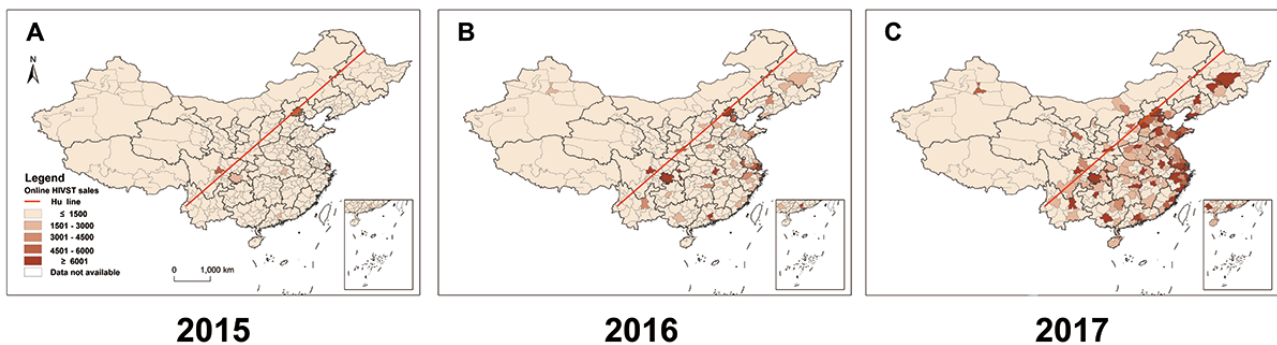 A
N
Legend
Online HIVST sales
Hu line
≤ 1500
1501 - 3000
3001 - 4500
4501 - 6000
≥ 6001
Data not available
0 1,000 km
2015
B
2016
C
2017